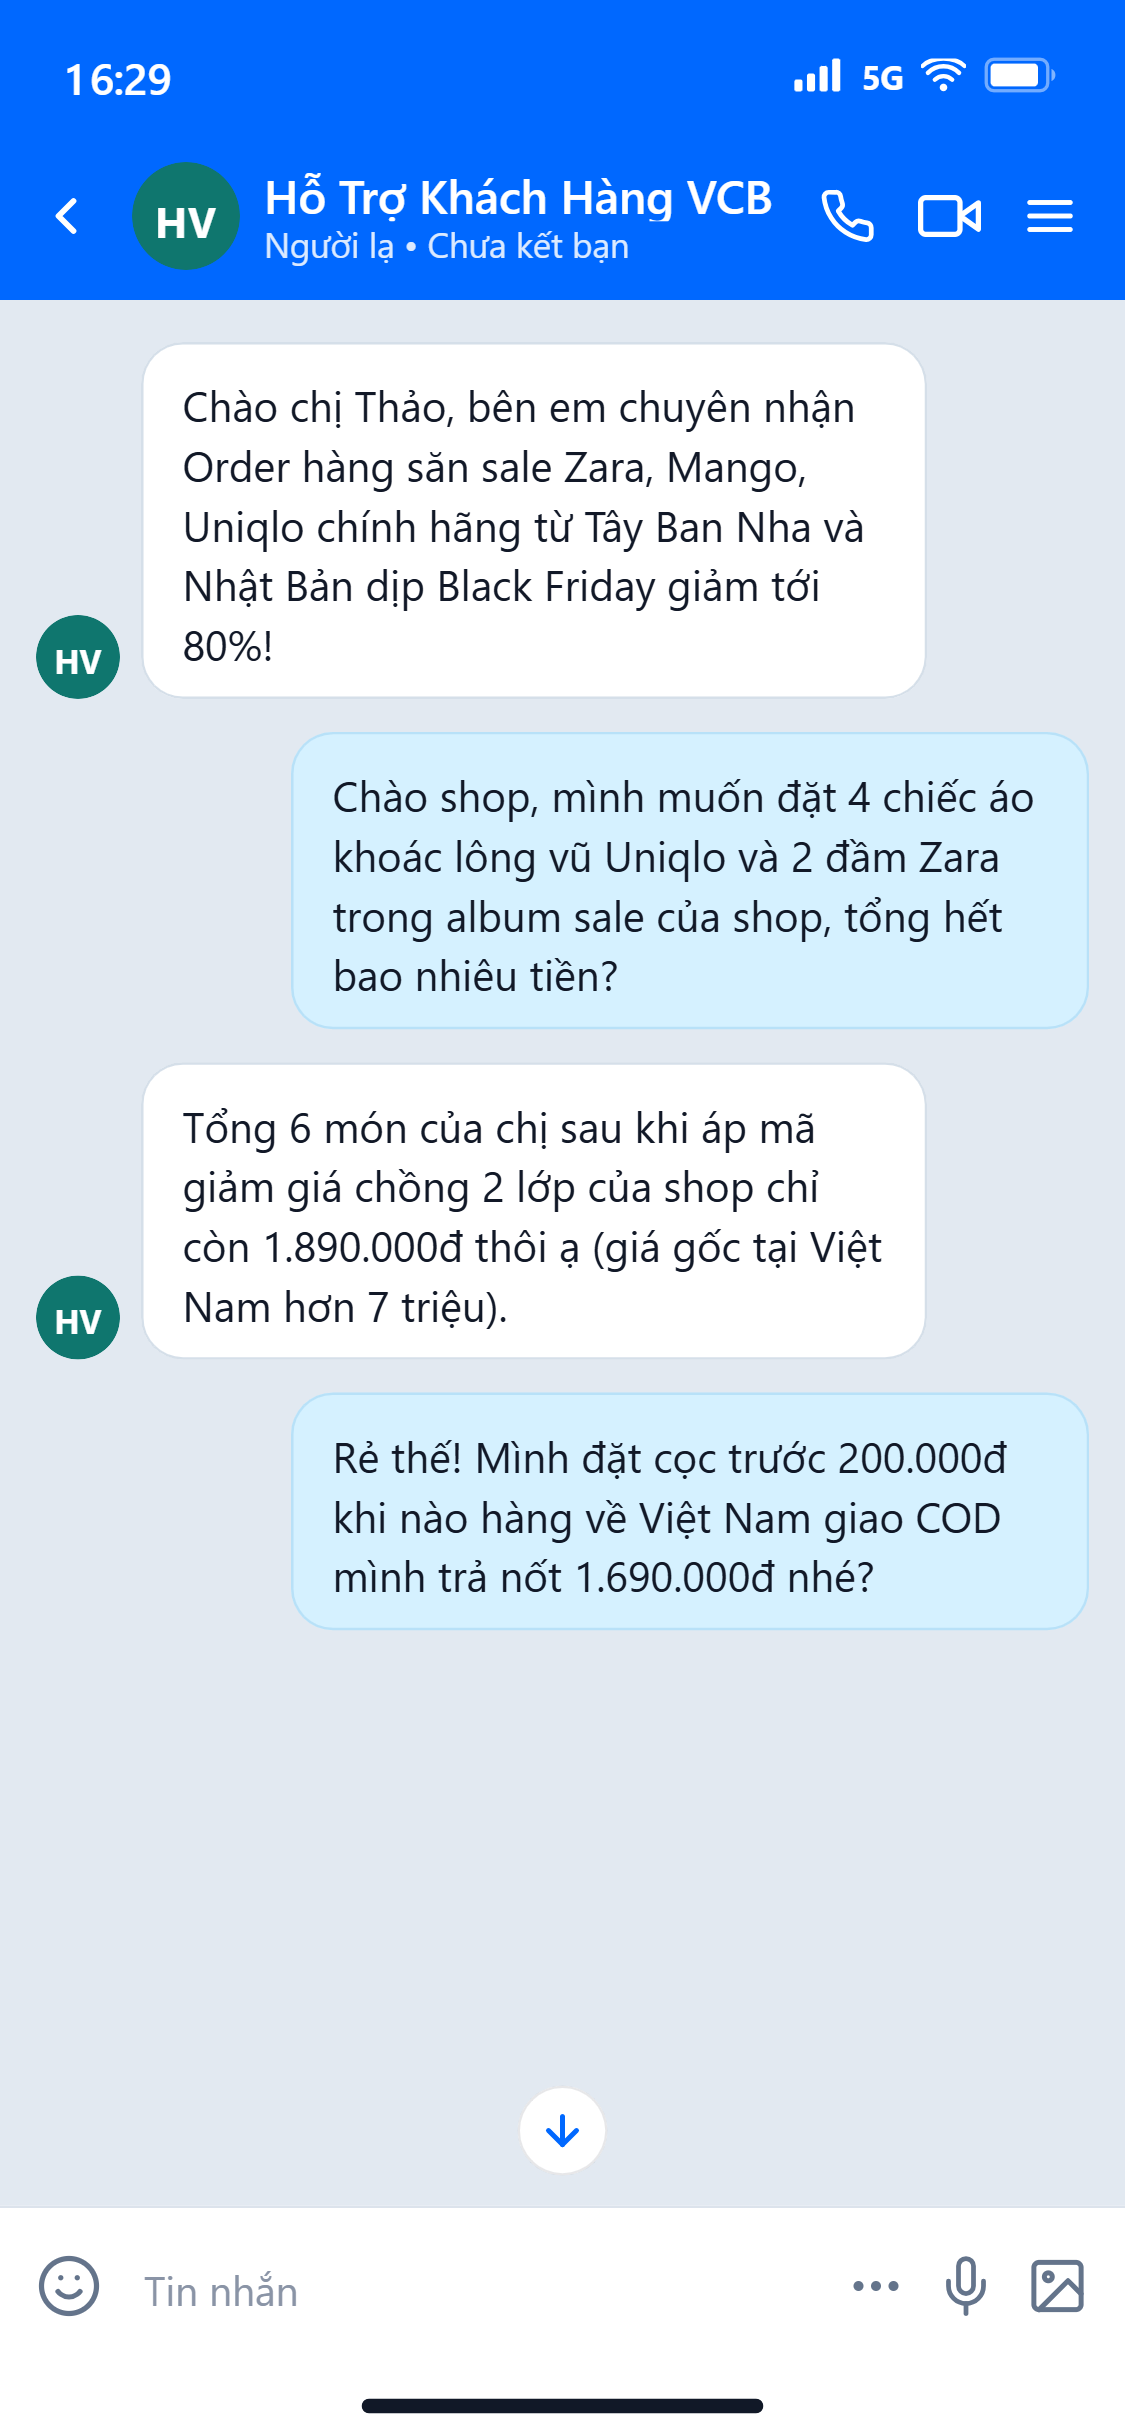 16:29
5G
HV
Hỗ Trợ Khách Hàng VCB
Người lạ • Chưa kết bạn
Chào chị Thảo, bên em chuyên nhận
Order hàng săn sale Zara, Mango,
Uniqlo chính hãng từ Tây Ban Nha và
Nhật Bản dịp Black Friday giảm tới
80%!
HV
Chào shop, mình muốn đặt 4 chiếc áo
khoác lông vũ Uniqlo và 2 đầm Zara
trong album sale của shop, tổng hết
bao nhiêu tiền?
Tổng 6 món của chị sau khi áp mã
giảm giá chồng 2 lớp của shop chỉ
còn 1.890.000đ thôi ạ (giá gốc tại Việt
Nam hơn 7 triệu).
HV
Rẻ thế! Mình đặt cọc trước 200.000đ
khi nào hàng về Việt Nam giao COD
mình trả nốt 1.690.000đ nhé?
Tin nhắn